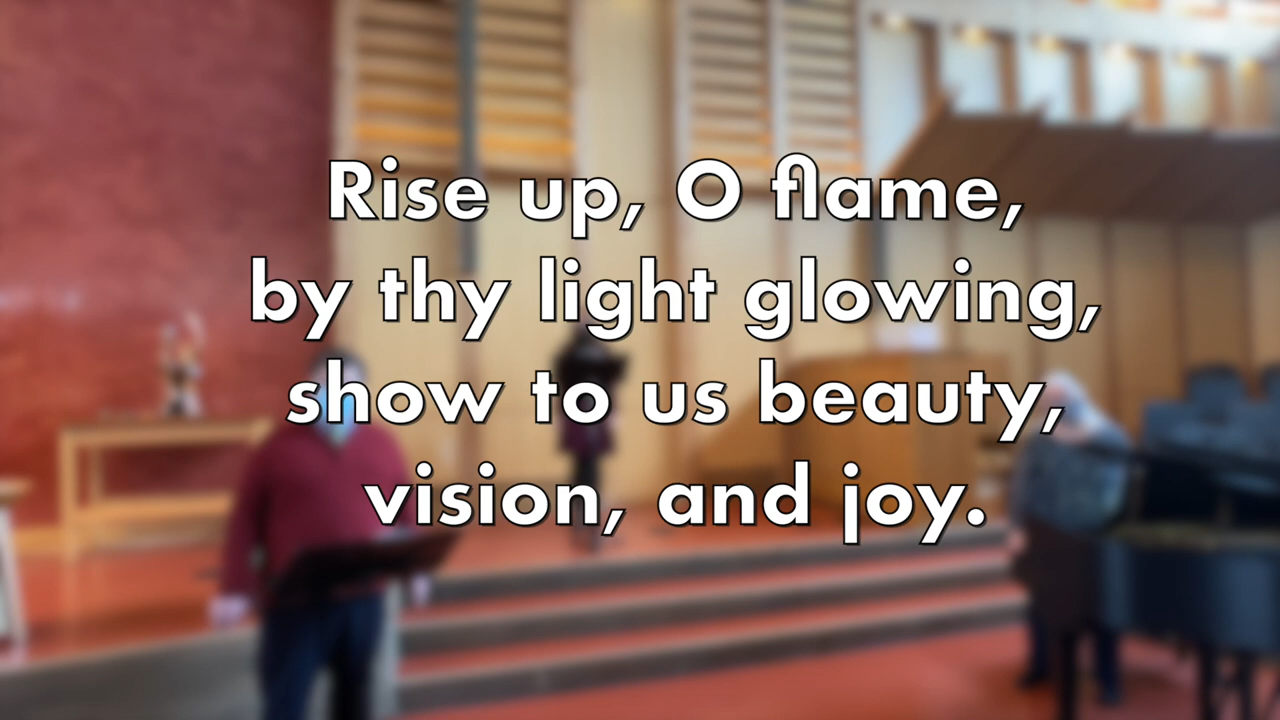 Rise up, O flame,
by thy light glowing,
show to us beauty,
vision, and joy.